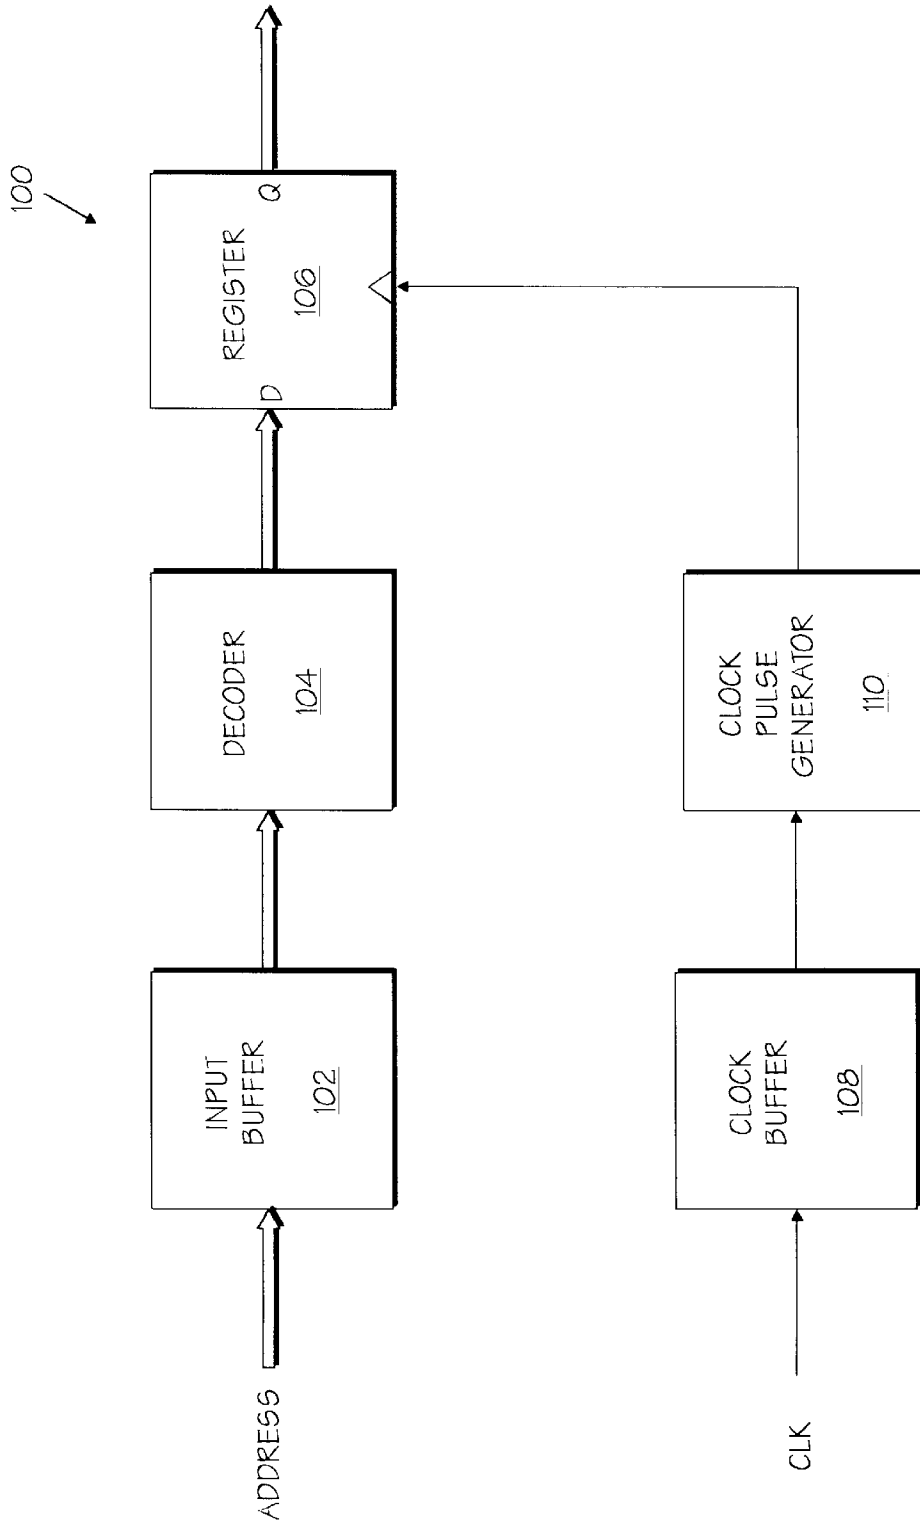 100
INPUT
BUFFER
102
DECODER
104
REGISTER
106
D
Q
ADDRESS
CLOCK
BUFFER
108
CLOCK
PULSE
GENERATOR
110
CLK